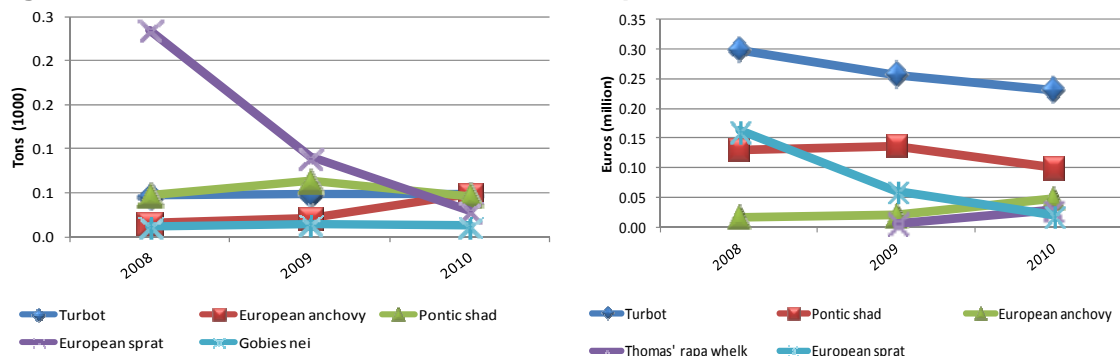 0.3
0.2
0.2
0.1
0.1
0.0
Tons (1000)
2008
2009
2010
Turbot
European anchovy
Pontic shad
European sprat
Gobies nei
0.35
0.30
0.25
0.20
0.15
0.10
0.05
0.00
Euros (million)
2008
2009
2010
Turbot
Pontic shad
European anchovy
Thomas' rapa whelk
European sprat